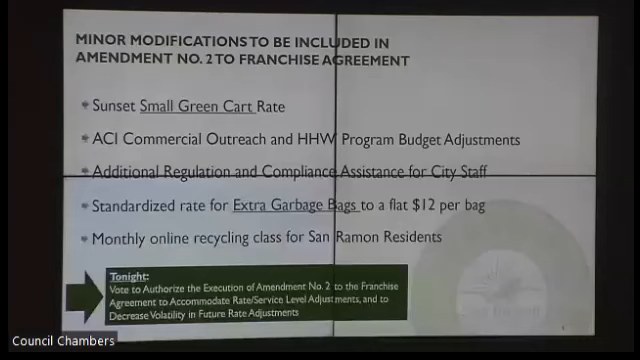 MINOR MODIFICATIONS TO BE INCLUDED IN
AMENDMENT NO. 2 TO FRANCHISE AGREEMENT
Sunset Small Green Cart Rate
ACI Commercial Outreach and HHW Program Budget Adjustments
Additional Regulation and Compliance Assistance for City Staff
Standardized rate for Extra Garbage Bags to a flat $12 per bag
Monthly online recycling class for San Ramon Residents
Tonight:
Vote to Authorize the Execution of Amendment No. 2 to the Franchise
Agreement to Accommodate Rate/Service Level Adjustments, and to
Decrease Volatility in Future Rate Adjustments
Council Chambers